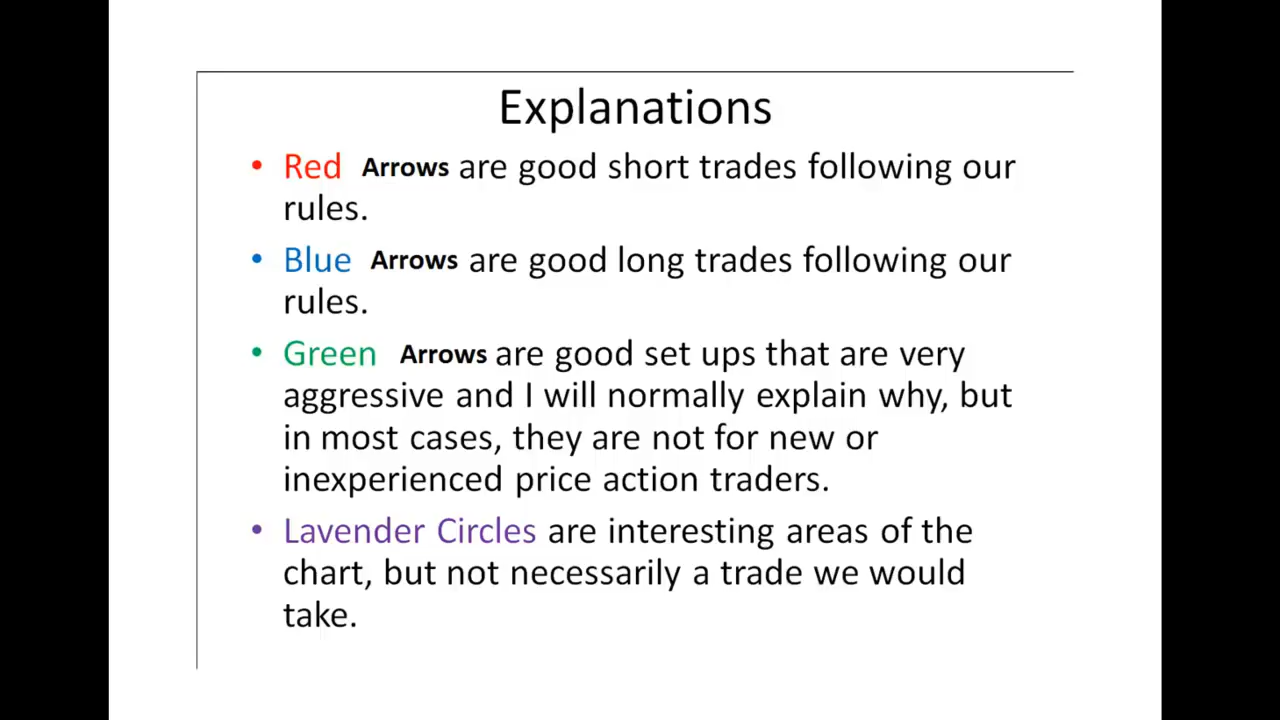 Explanations
• Red Arrows are good short trades following our
rules.
• Blue Arrows are good long trades following our
rules.
• Green Arrows are good set ups that are very
aggressive and I will normally explain why, but
in most cases, they are not for new or
inexperienced price action traders.
• Lavender Circles are interesting areas of the
chart, but not necessarily a trade we would
take.